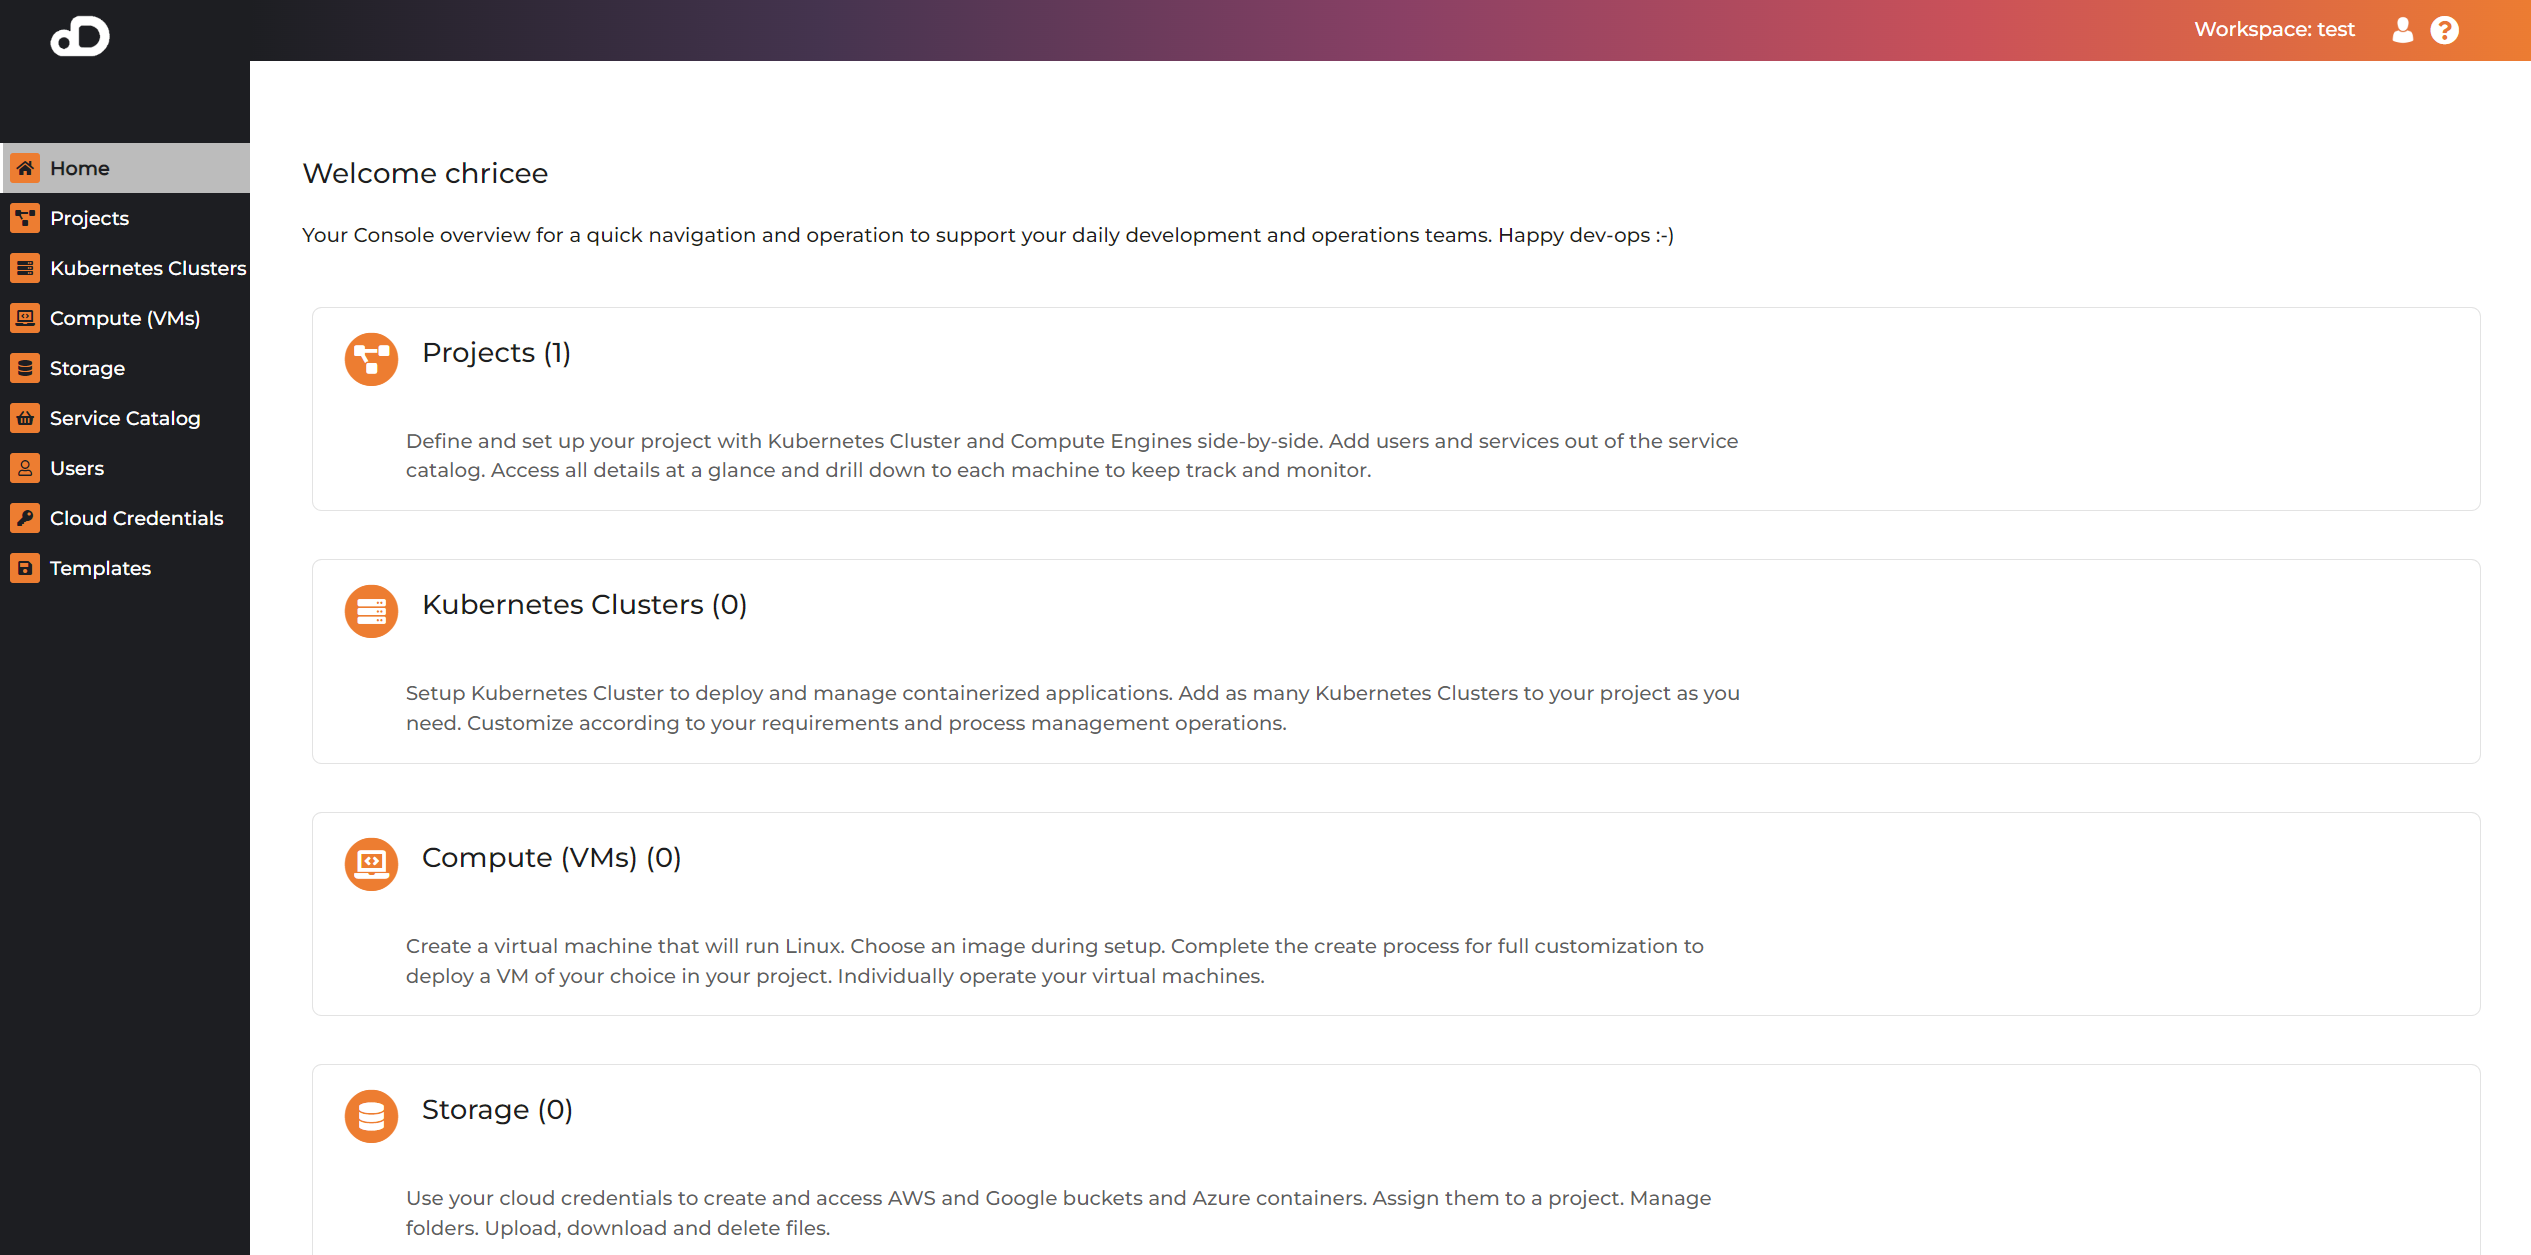 Workspace: test
Home
Projects
Kubernetes Clusters
Compute (VMs)
Storage
Service Catalog
Users
Cloud Credentials
Templates
Welcome chricee
Your Console overview for a quick navigation and operation to support your daily development and operations teams. Happy dev-ops :-)
Projects (1)
Define and set up your project with Kubernetes Cluster and Compute Engines side-by-side. Add users and services out of the service
catalog. Access all details at a glance and drill down to each machine to keep track and monitor.
Kubernetes Clusters (0)
Setup Kubernetes Cluster to deploy and manage containerized applications. Add as many Kubernetes Clusters to your project as you
need. Customize according to your requirements and process management operations.
Compute (VMs) (0)
Create a virtual machine that will run Linux. Choose an image during setup. Complete the create process for full customization to
deploy a VM of your choice in your project. Individually operate your virtual machines.
Storage (0)
Use your cloud credentials to create and access AWS and Google buckets and Azure containers. Assign them to a project. Manage
folders. Upload, download and delete files.